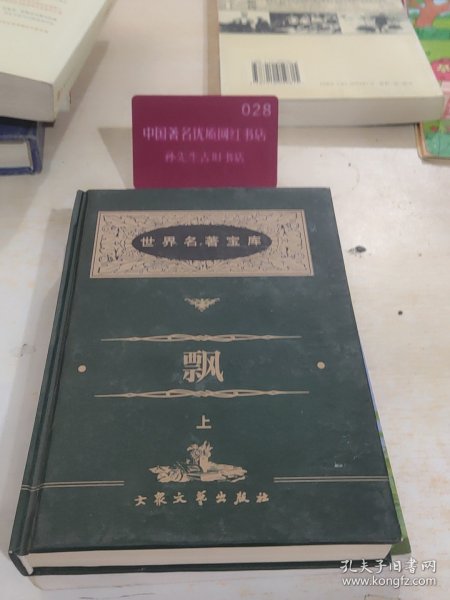 028
中国著名优质网红书店
孙先生古旧书店
世界名著宝库
飘
上
大众文艺出版社
孔夫子旧书网
www.kongfz.com